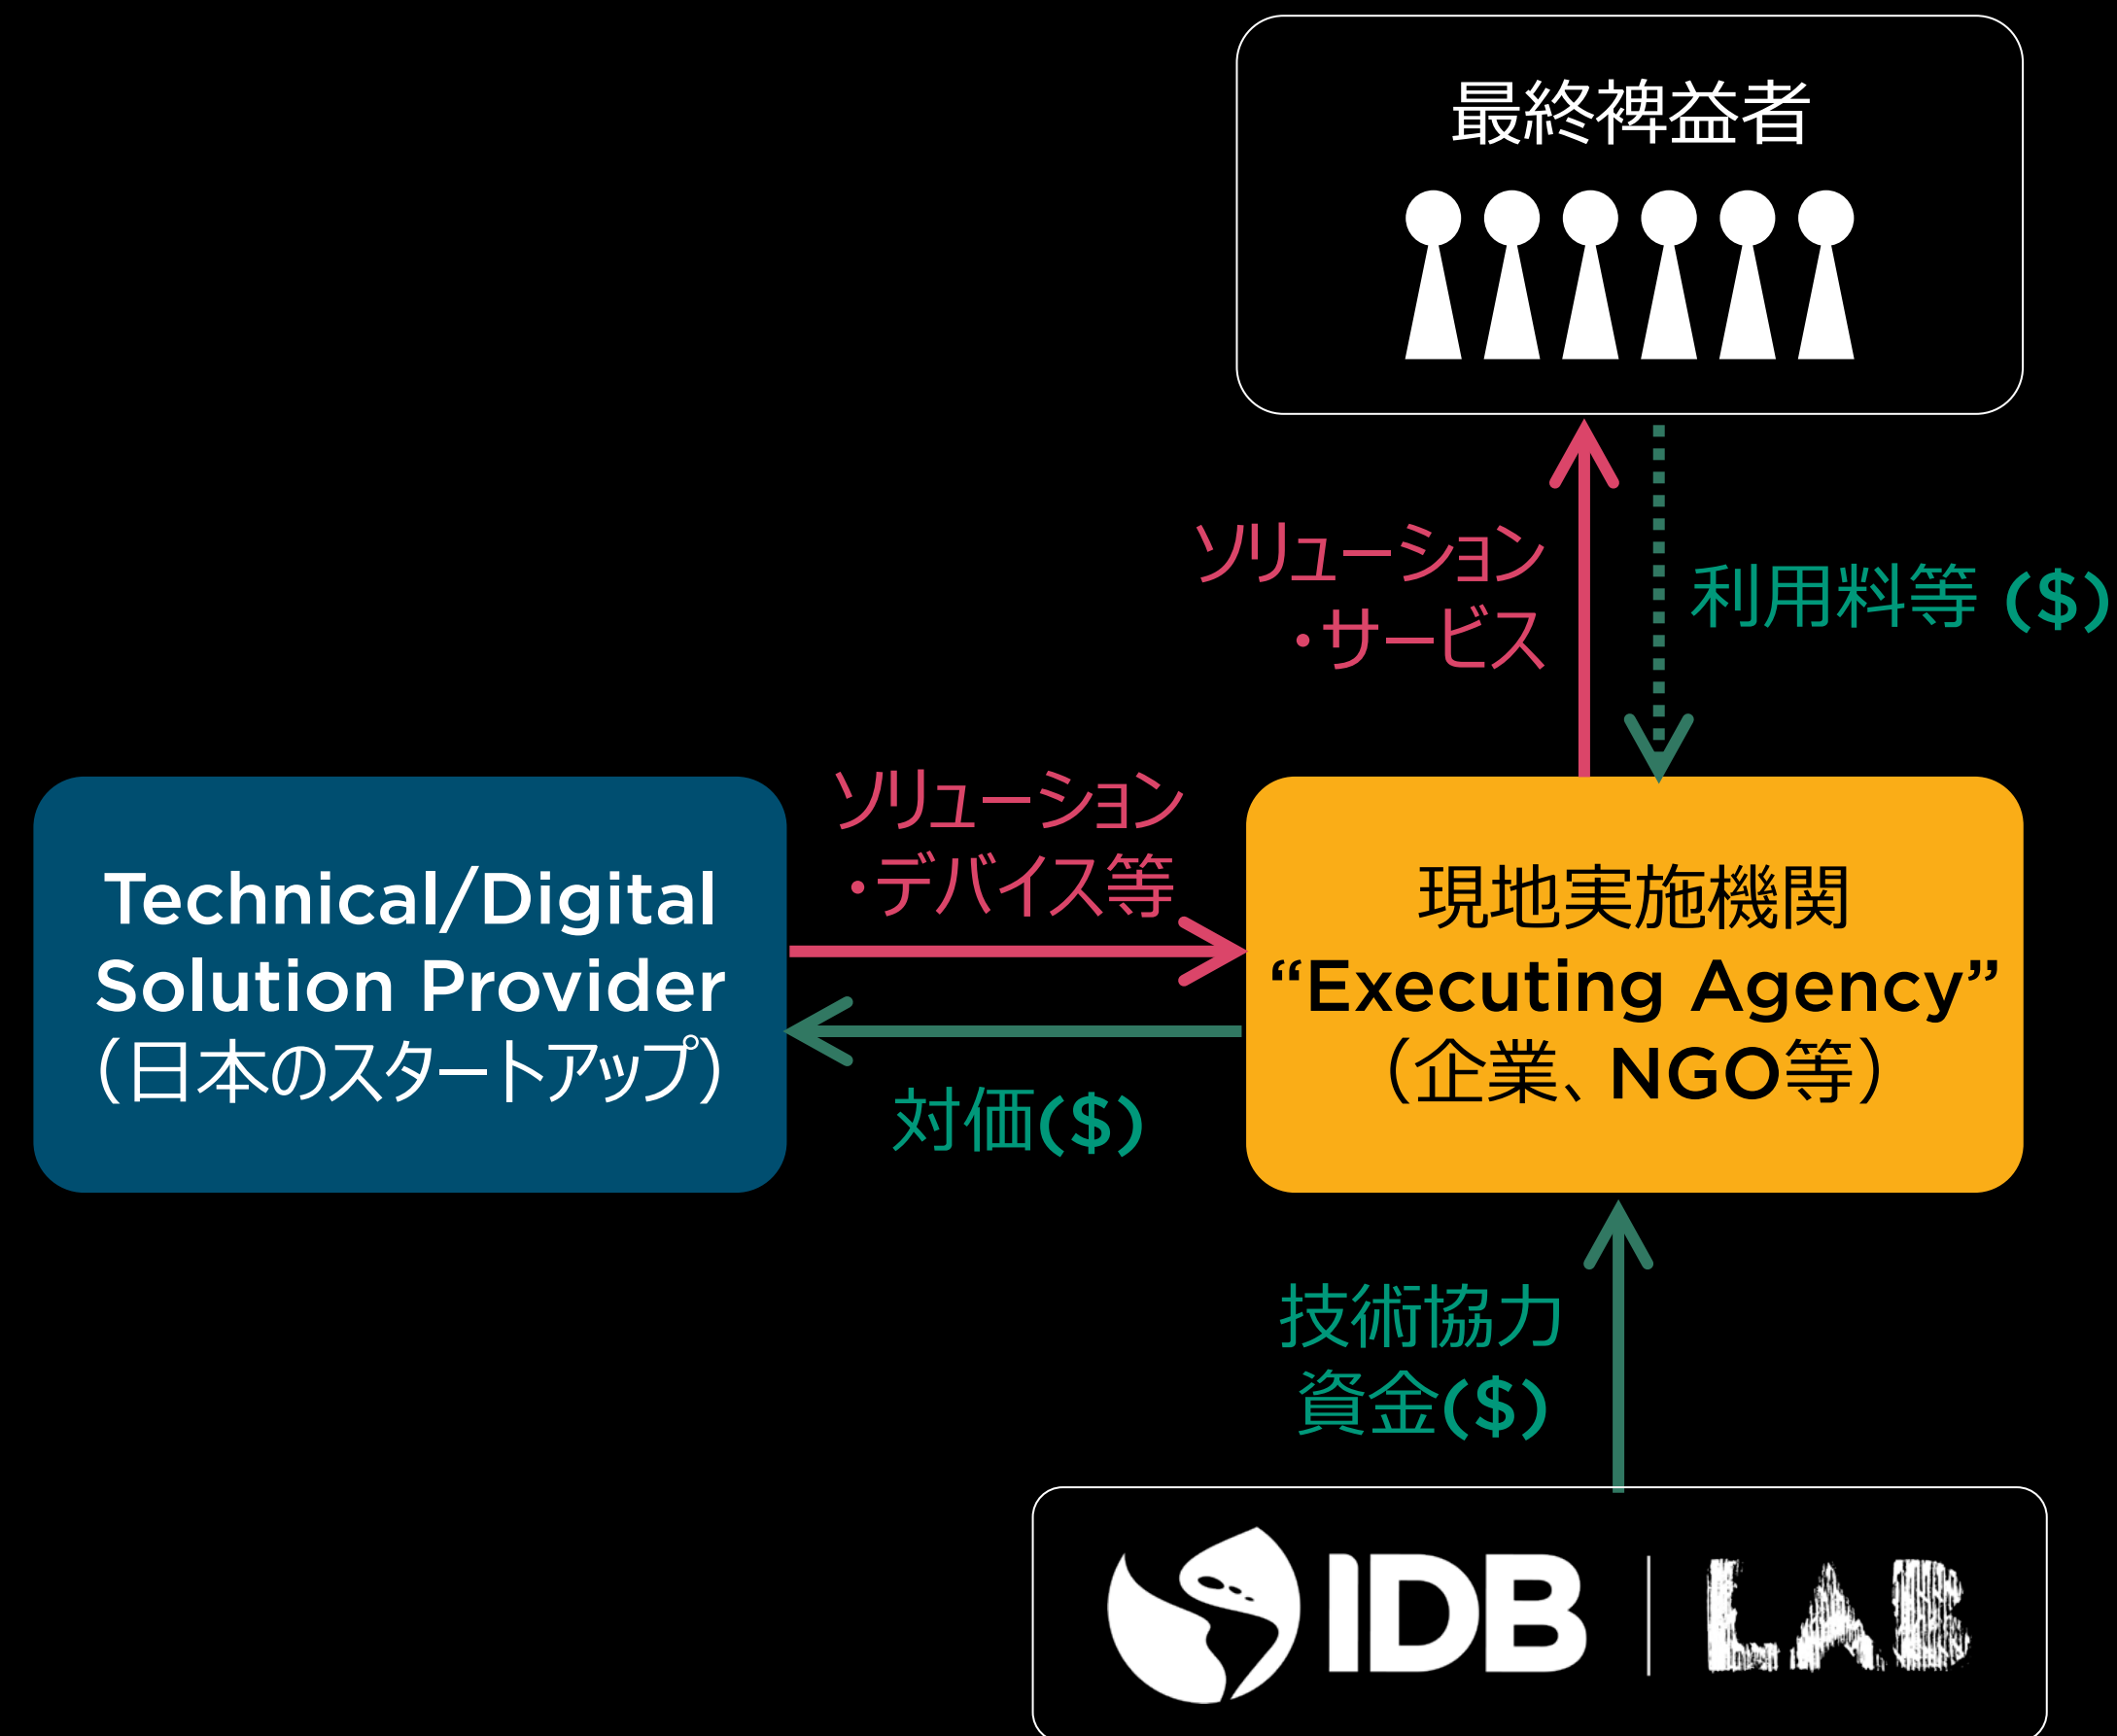 最終裨益者
ソリューション
・サービス
利用料等 ($)
ソリューション
・デバイス等
Technical/Digital
Solution Provider
（日本のスタートアップ）
現地実施機関
“Executing Agency”
（企業、NGO等）
対価($)
技術協力
資金($)
IDB | LAB